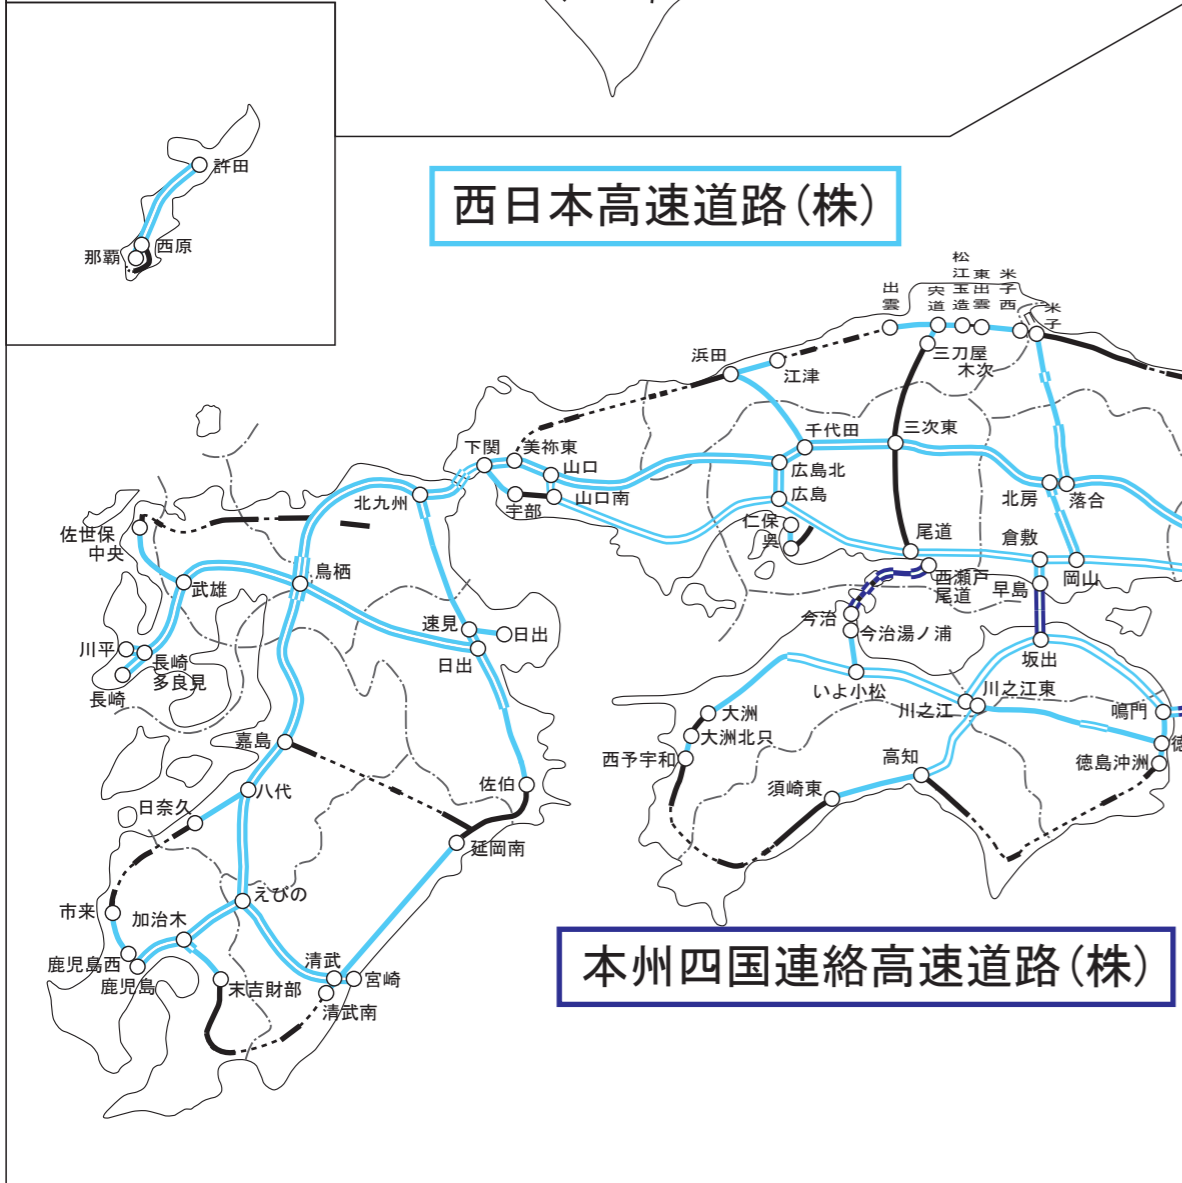 許田
西原
那覇
西日本高速道路(株)
出雲
宍道
松江玉造
東出雲
米子西
米子
三刀屋
木次
浜田
江津
千代田
三次東
下関
美祢東
山口
広島北
北九州
宇部
山口南
広島
北房
落合
佐世保
中央
仁保
奥
尾道
倉敷
鳥栖
武雄
西瀬戸
尾道
早島
岡山
今治
速見
日出
今治湯ノ浦
川平
長崎
多良見
日出
坂出
長崎
いよ小松
川之江東
大洲
川之江
鳴門
嘉島
大洲北只
徳
西予宇和
高知
徳島沖洲
八代
佐伯
須崎東
日奈久
延岡南
えびの
市来
加治木
鹿児島西
清武
宮崎
鹿児島
末吉財部
清武南
本州四国連絡高速道路(株)